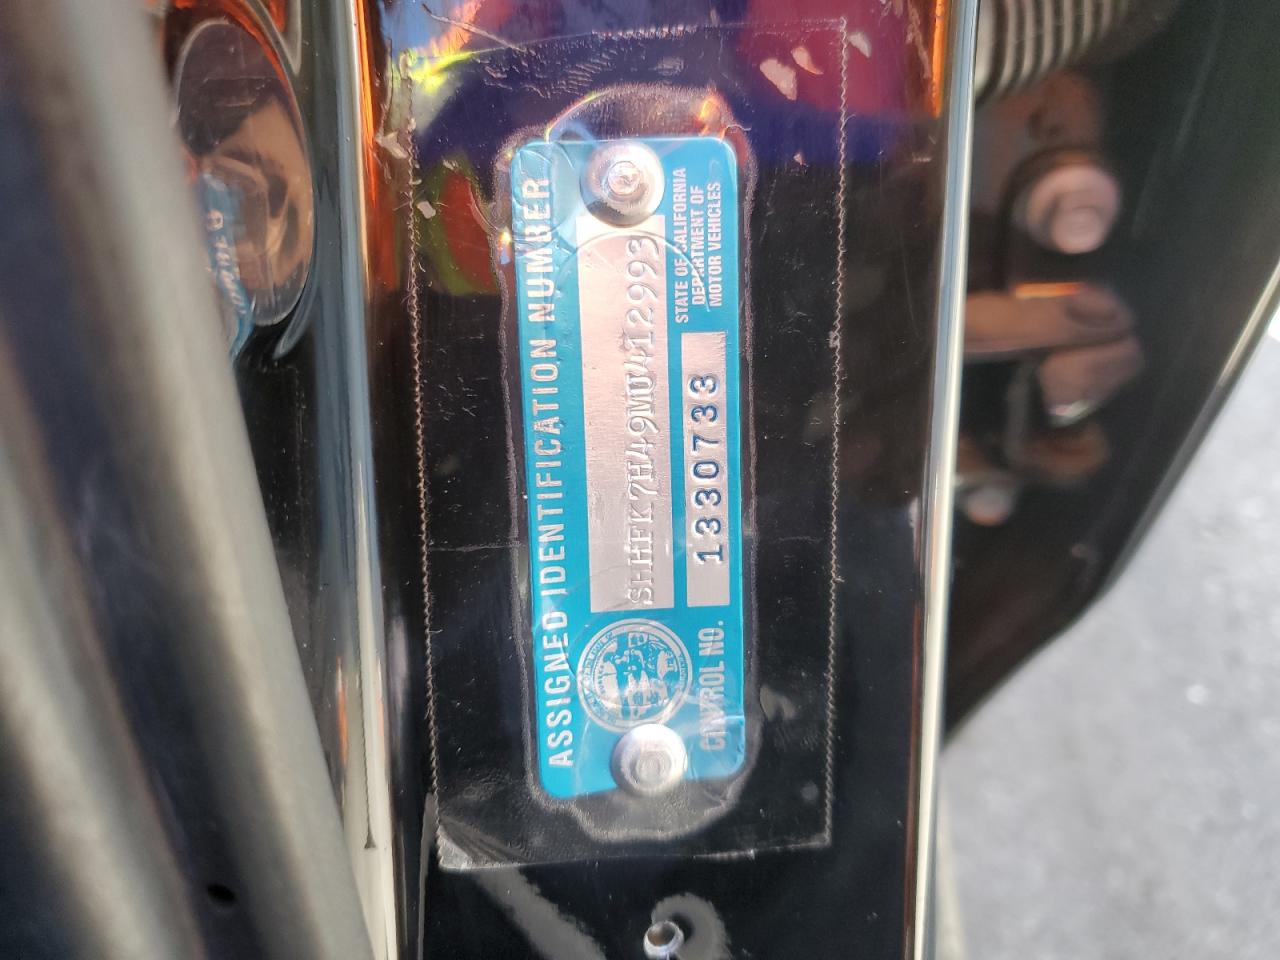 ASSIGNED IDENTIFICATION NUMBER
SHHFK7H49MU412993
STATE OF CALIFORNIA
DEPARTMENT OF
MOTOR VEHICLES
CONTROL NO. 1330733